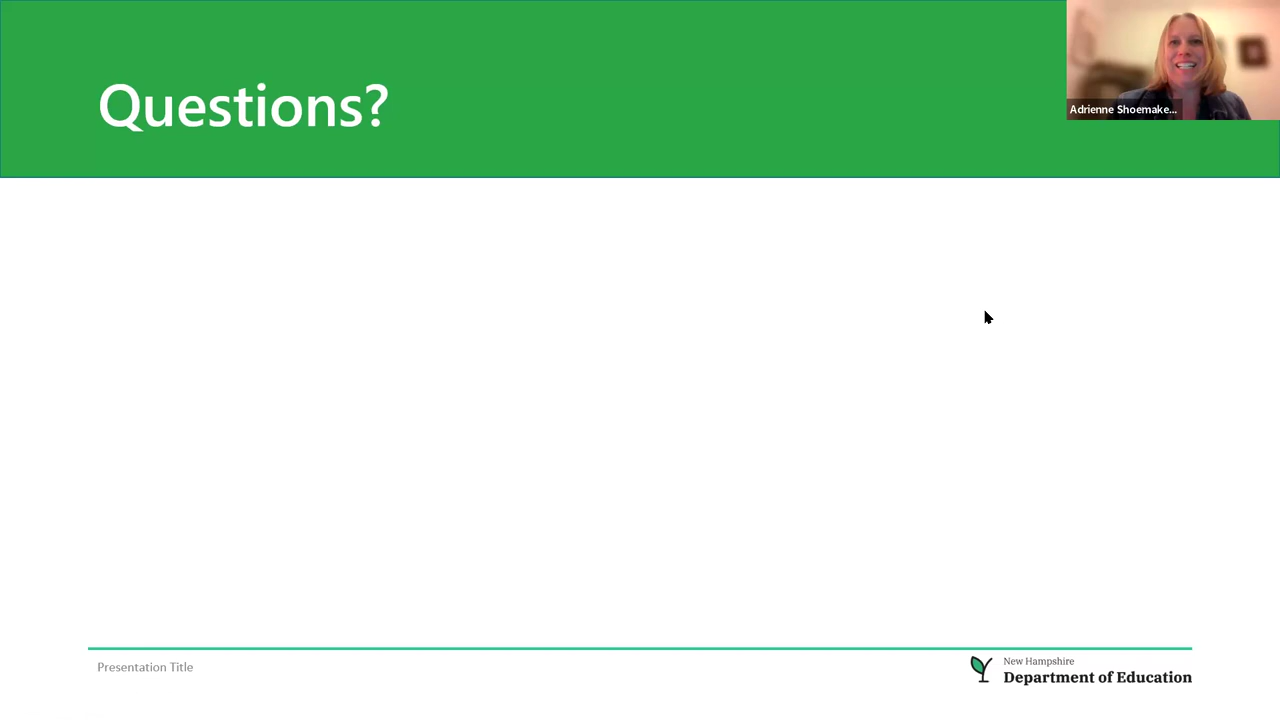 Questions?
Adrienne Shoemake...
Presentation Title
New Hampshire
Department of Education